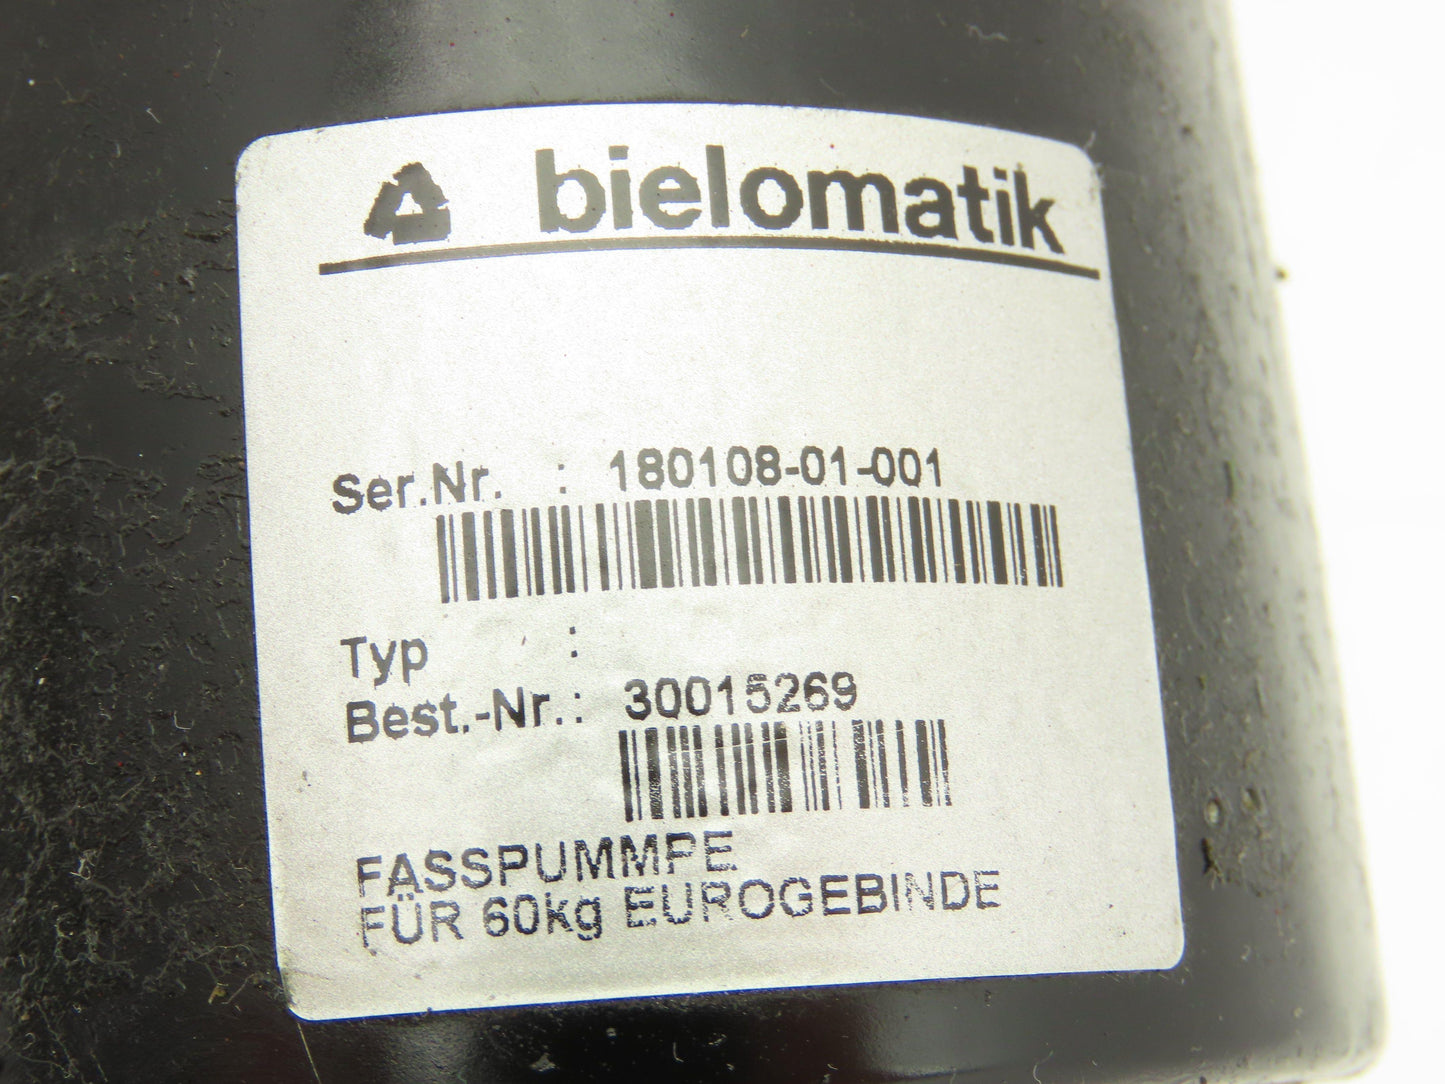 bielomatik
Ser.Nr. : 180108-01-001
Typ :
Best.-Nr.: 30015269
FASSPUMMPE
FÜR 60kg EUROGEBINDE